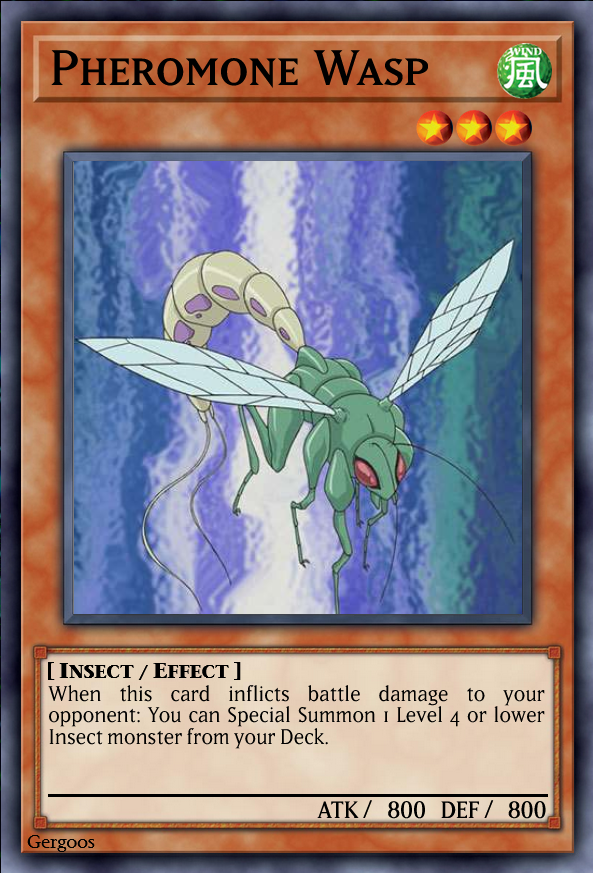 Pheromone Wasp
WIND
風
[ Insect / Effect ]
When this card inflicts battle damage to your
opponent: You can Special Summon 1 Level 4 or lower
Insect monster from your Deck.
ATK / 800 DEF / 800
Gergoos